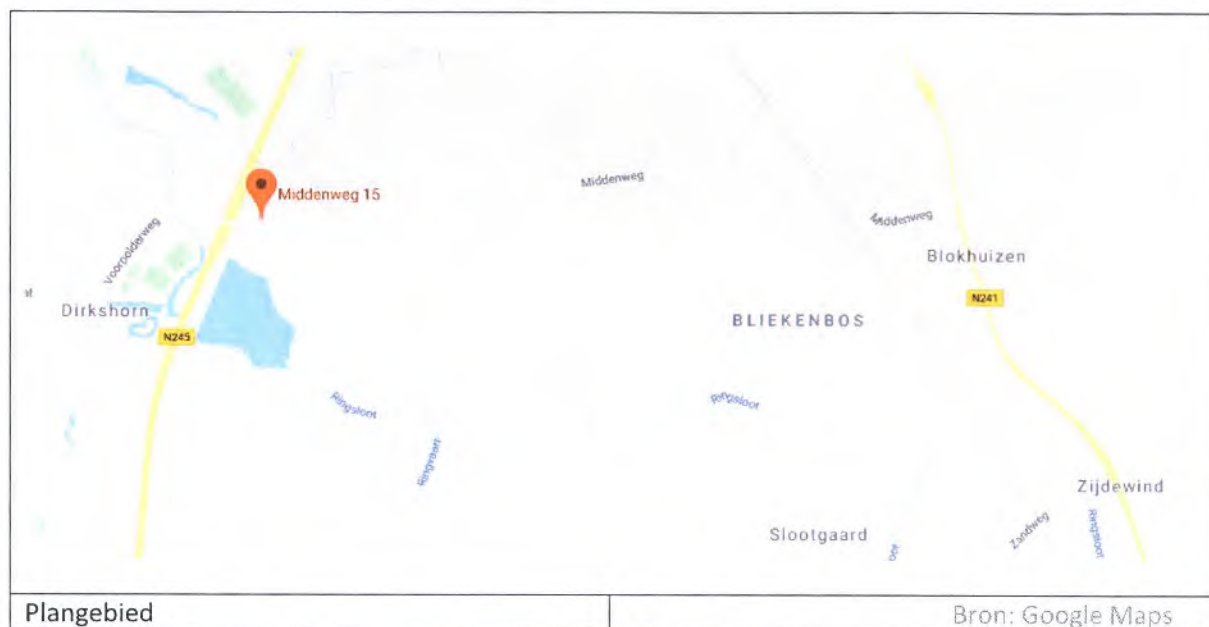 Middenweg 15
Middenweg
Middenweg
Voorpolderweg
Blokhuizen
N241
Dirkshorn
BLIEKENBOS
N245
Ringsloot
Ringsloot
Ringvaart
Zijdewind
Slootgaard
Zandweg
Ringsloot
Plangebied
Bron: Google Maps